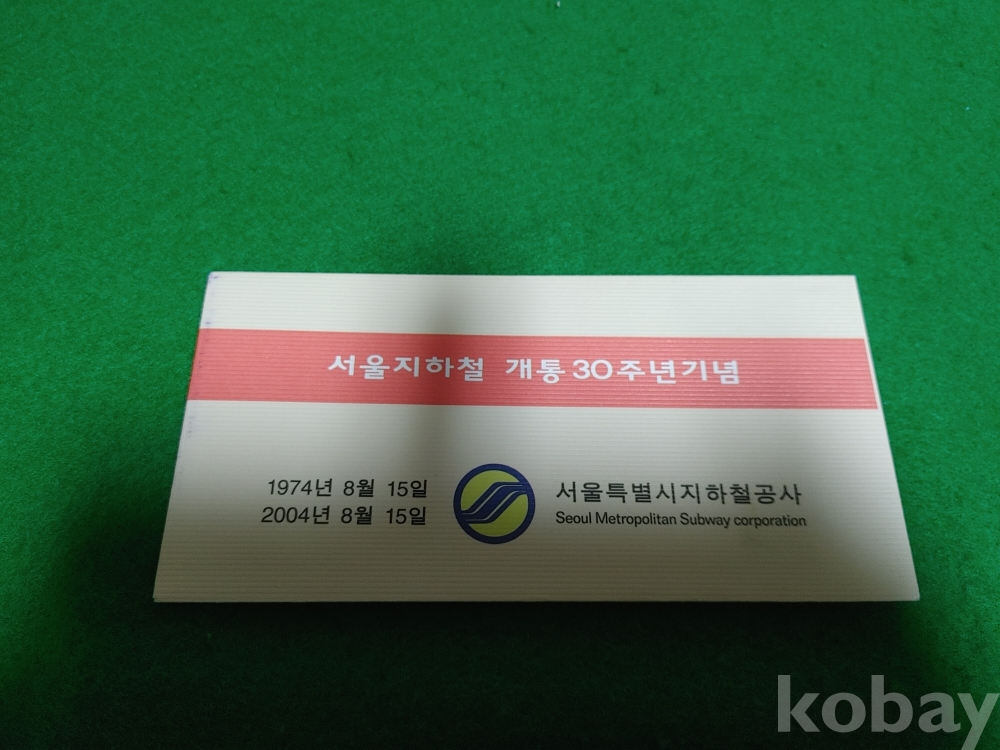 서울지하철 개통30주년기념
1974년 8월 15일
2004년 8월 15일
서울특별시지하철공사
Seoul Metropolitan Subway corporation
kobay